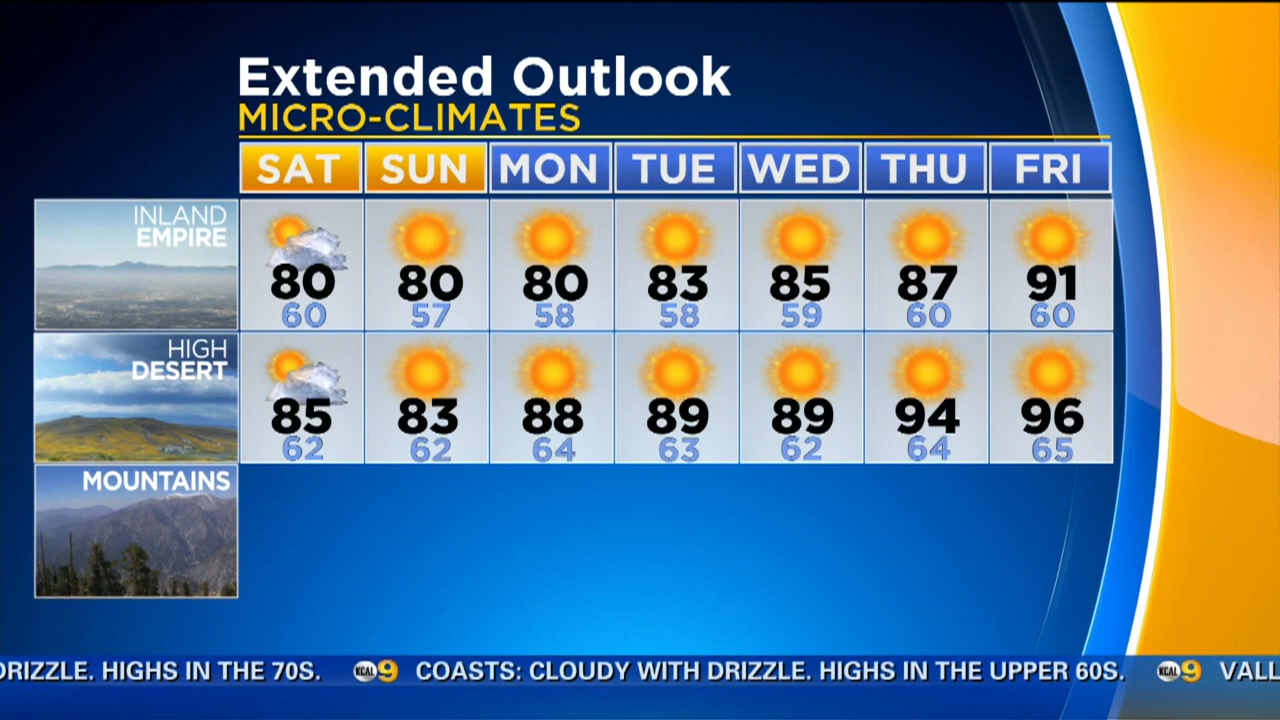 Extended Outlook
MICRO-CLIMATES
SAT SUN MON TUE WED THU FRI
INLAND
EMPIRE
80 80 80 83 85 87 91
60 57 58 58 59 60 60
HIGH
DESERT
85 83 88 89 89 94 96
62 62 64 63 62 64 65
MOUNTAINS
DRIZZLE. HIGHS IN THE 70S. KCAL 9 COASTS: CLOUDY WITH DRIZZLE. HIGHS IN THE UPPER 60S. KCAL 9 VALL